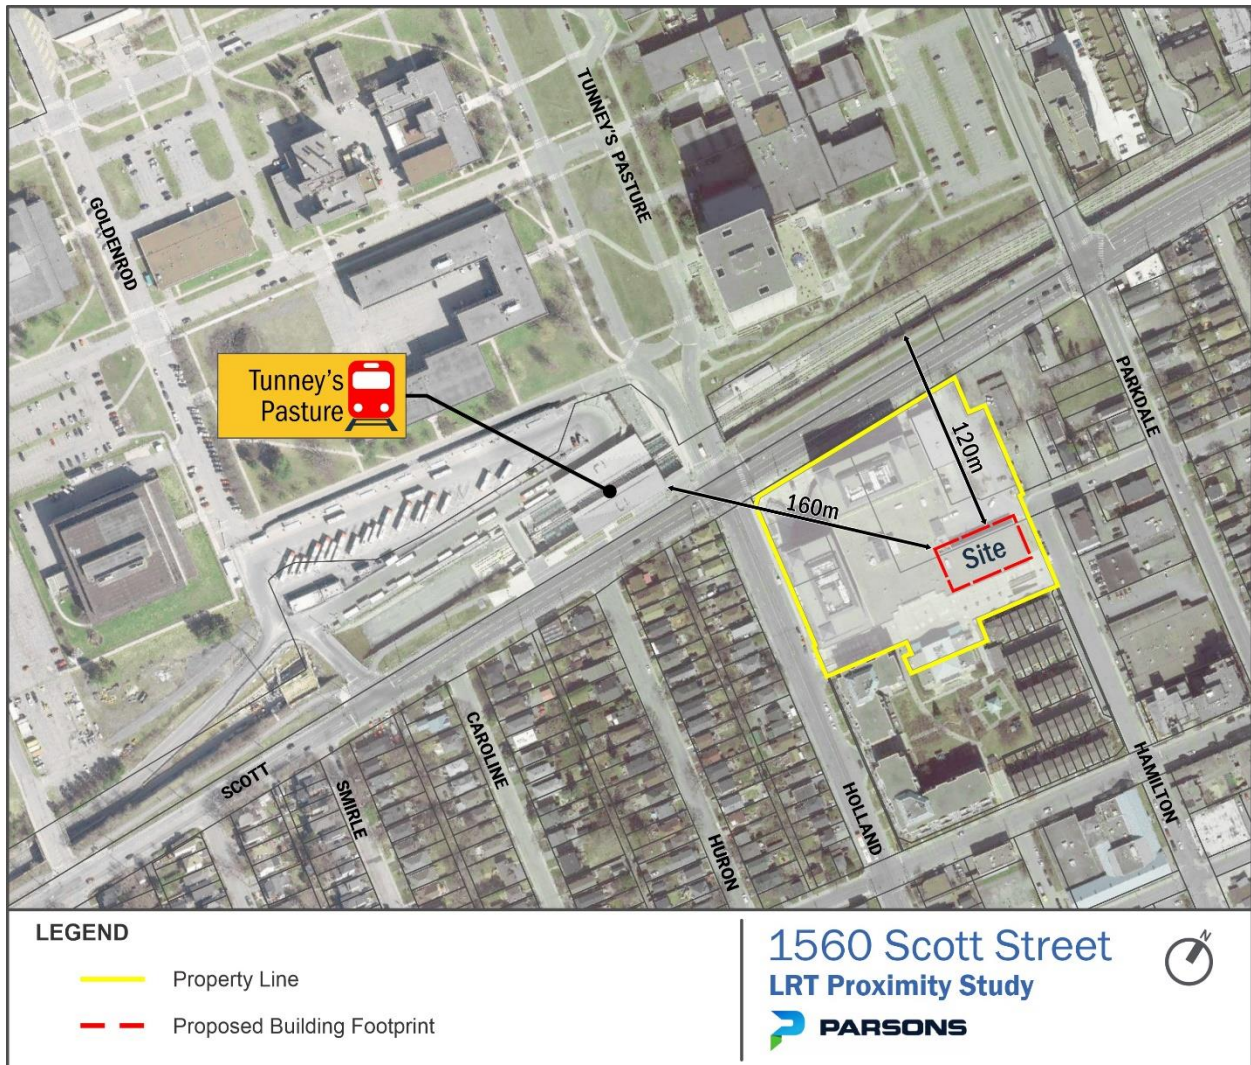 TUNNEY'S PASTURE
GOLDENROD
Tunney's
Pasture
PARKDALE
120m
160m
Site
SCOTT
SMIRLE
CAROLINE
HURON
HOLLAND
HAMILTON
LEGEND
Property Line
Proposed Building Footprint
1560 Scott Street
LRT Proximity Study
PARSONS
N